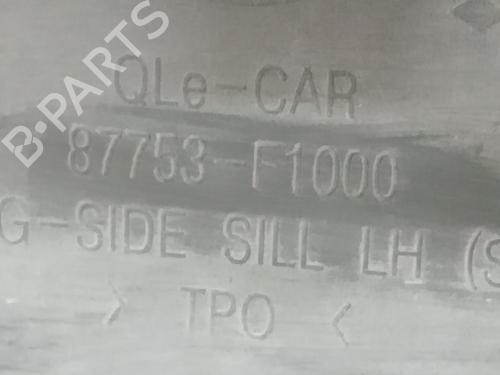 B-PARTS
QLe-CAR
87753-F1000
G-SIDE SILL LH (S
> TPO <